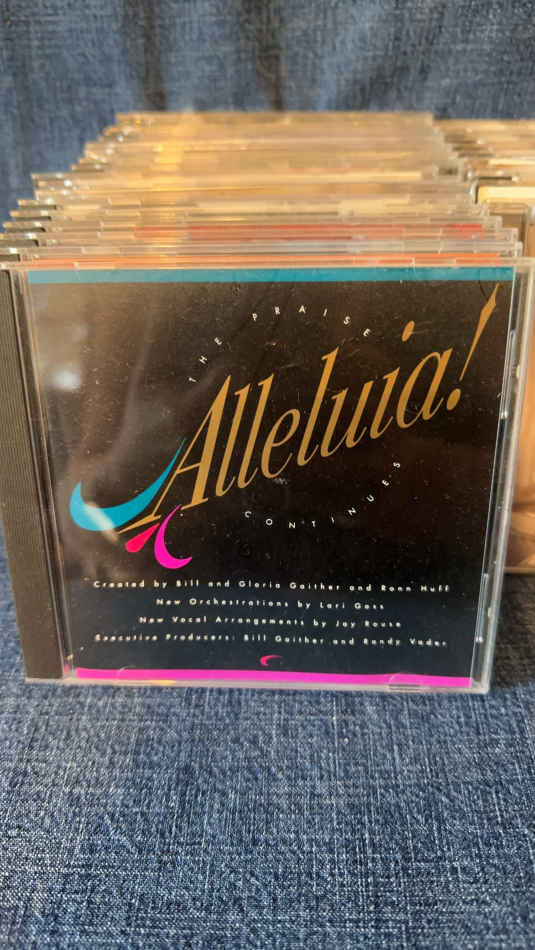 THE PRAISE
Alleluia!
CONTINUES
Created by Bill and Gloria Gaither and Ronn Huff
New Orchestrations by Lari Goss
New Vocal Arrangements by Jay Rouse
Executive Producers: Bill Gaither and Randy Vader